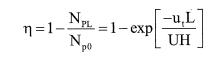 η = 1 - N_PL / N_p0 = 1 - exp[ -u_t L / UH ]